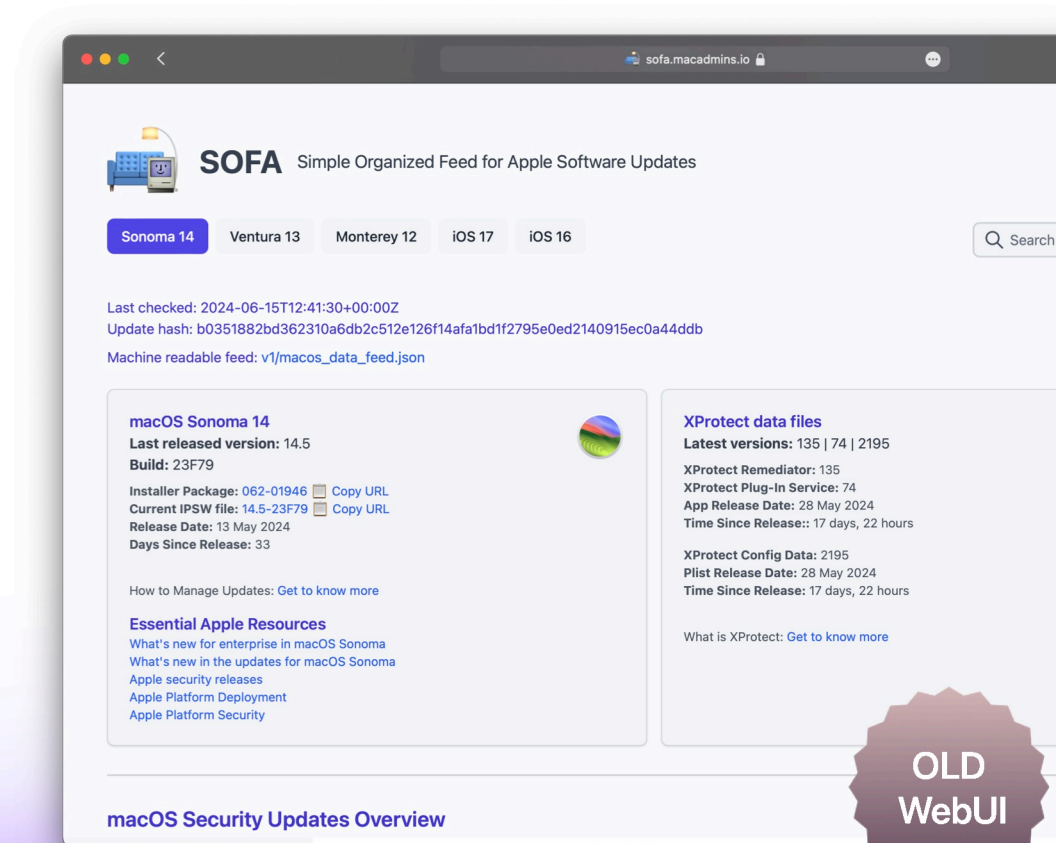 sofa.macadmins.io
SOFA Simple Organized Feed for Apple Software Updates
Sonoma 14 Ventura 13 Monterey 12 iOS 17 iOS 16
Search
Last checked: 2024-06-15T12:41:30+00:00Z
Update hash: b0351882bd362310a6db2c512e126f14afa1bd1f2795e0ed2140915ec0a44ddb
Machine readable feed: v1/macos_data_feed.json
macOS Sonoma 14
Last released version: 14.5
Build: 23F79
Installer Package: 062-01946 Copy URL
Current IPSW file: 14.5-23F79 Copy URL
Release Date: 13 May 2024
Days Since Release: 33
How to Manage Updates: Get to know more
Essential Apple Resources
What's new for enterprise in macOS Sonoma
What's new in the updates for macOS Sonoma
Apple security releases
Apple Platform Deployment
Apple Platform Security
XProtect data files
Latest versions: 135 | 74 | 2195
XProtect Remediator: 135
XProtect Plug-In Service: 74
App Release Date: 28 May 2024
Time Since Release:: 17 days, 22 hours
XProtect Config Data: 2195
Plist Release Date: 28 May 2024
Time Since Release: 17 days, 22 hours
What is XProtect: Get to know more
macOS Security Updates Overview
OLD
WebUI